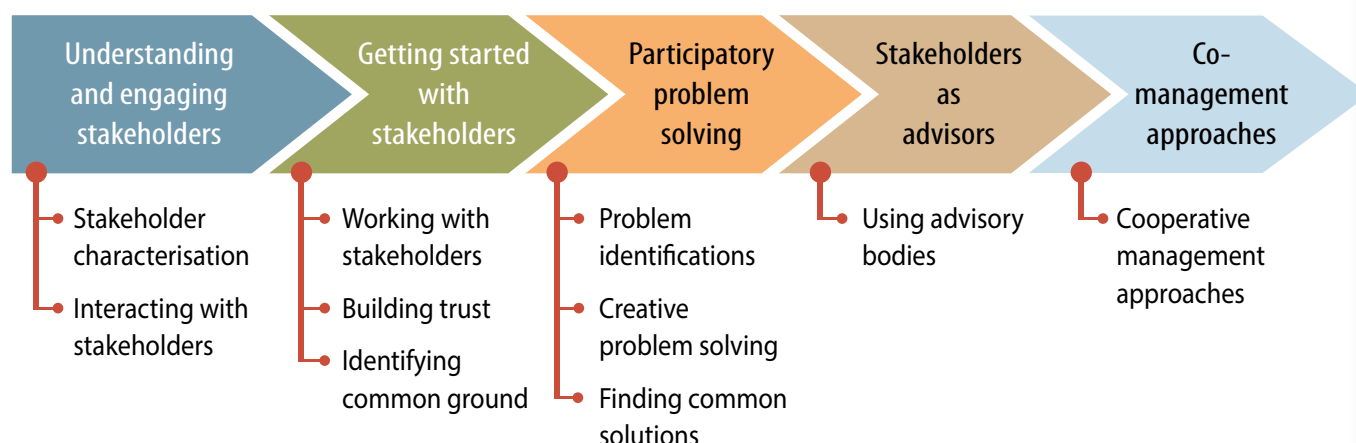 Understanding
and engaging
stakeholders
Getting started
with
stakeholders
Participatory
problem
solving
Stakeholders
as
advisors
Co-
management
approaches
Stakeholder
characterisation
Interacting with
stakeholders
Working with
stakeholders
Building trust
Identifying
common ground
Problem
identifications
Creative
problem solving
Finding common
solutions
Using advisory
bodies
Cooperative
management
approaches